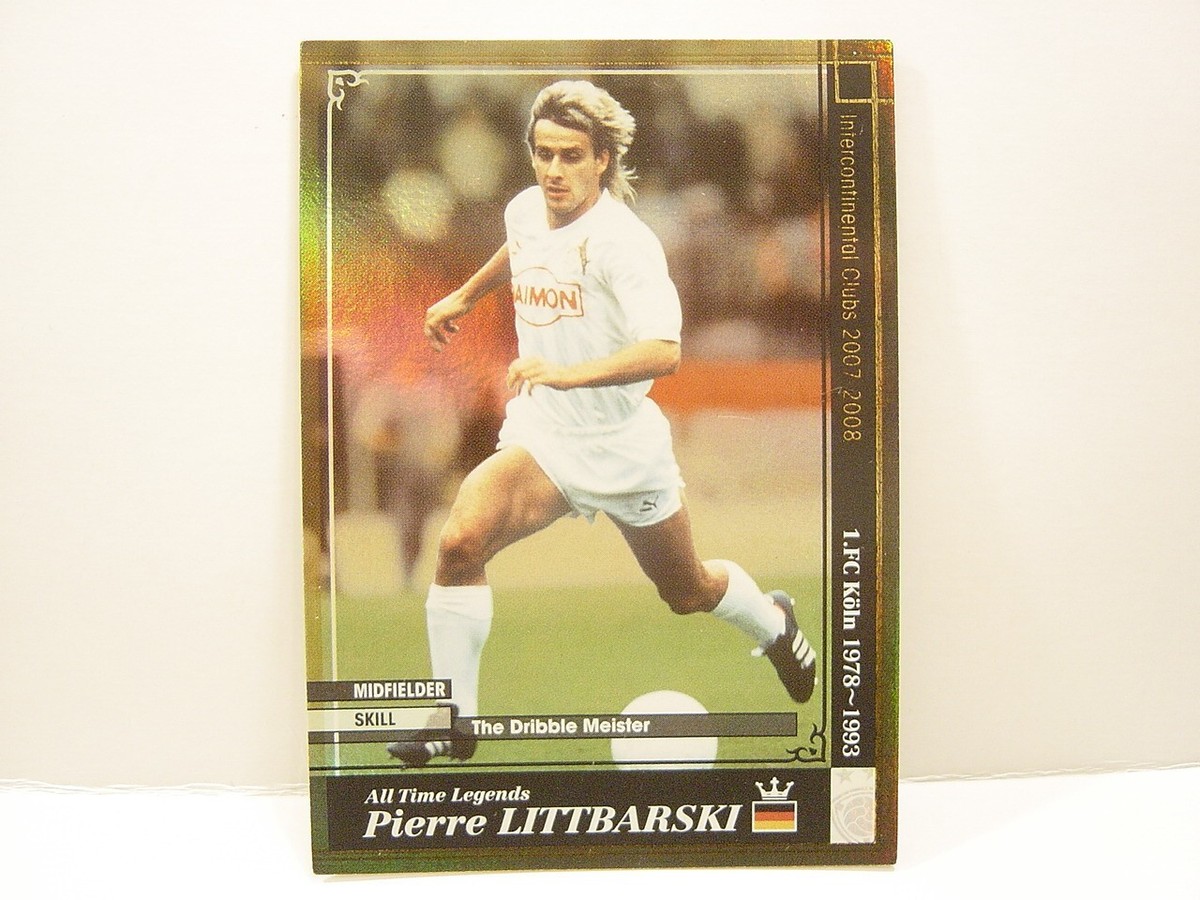 Intercontinental Clubs 2007 2008
1.FC Köln 1978~1993
AIMON
MIDFIELDER
SKILL
The Dribble Meister
All Time Legends
Pierre LITTBARSKI